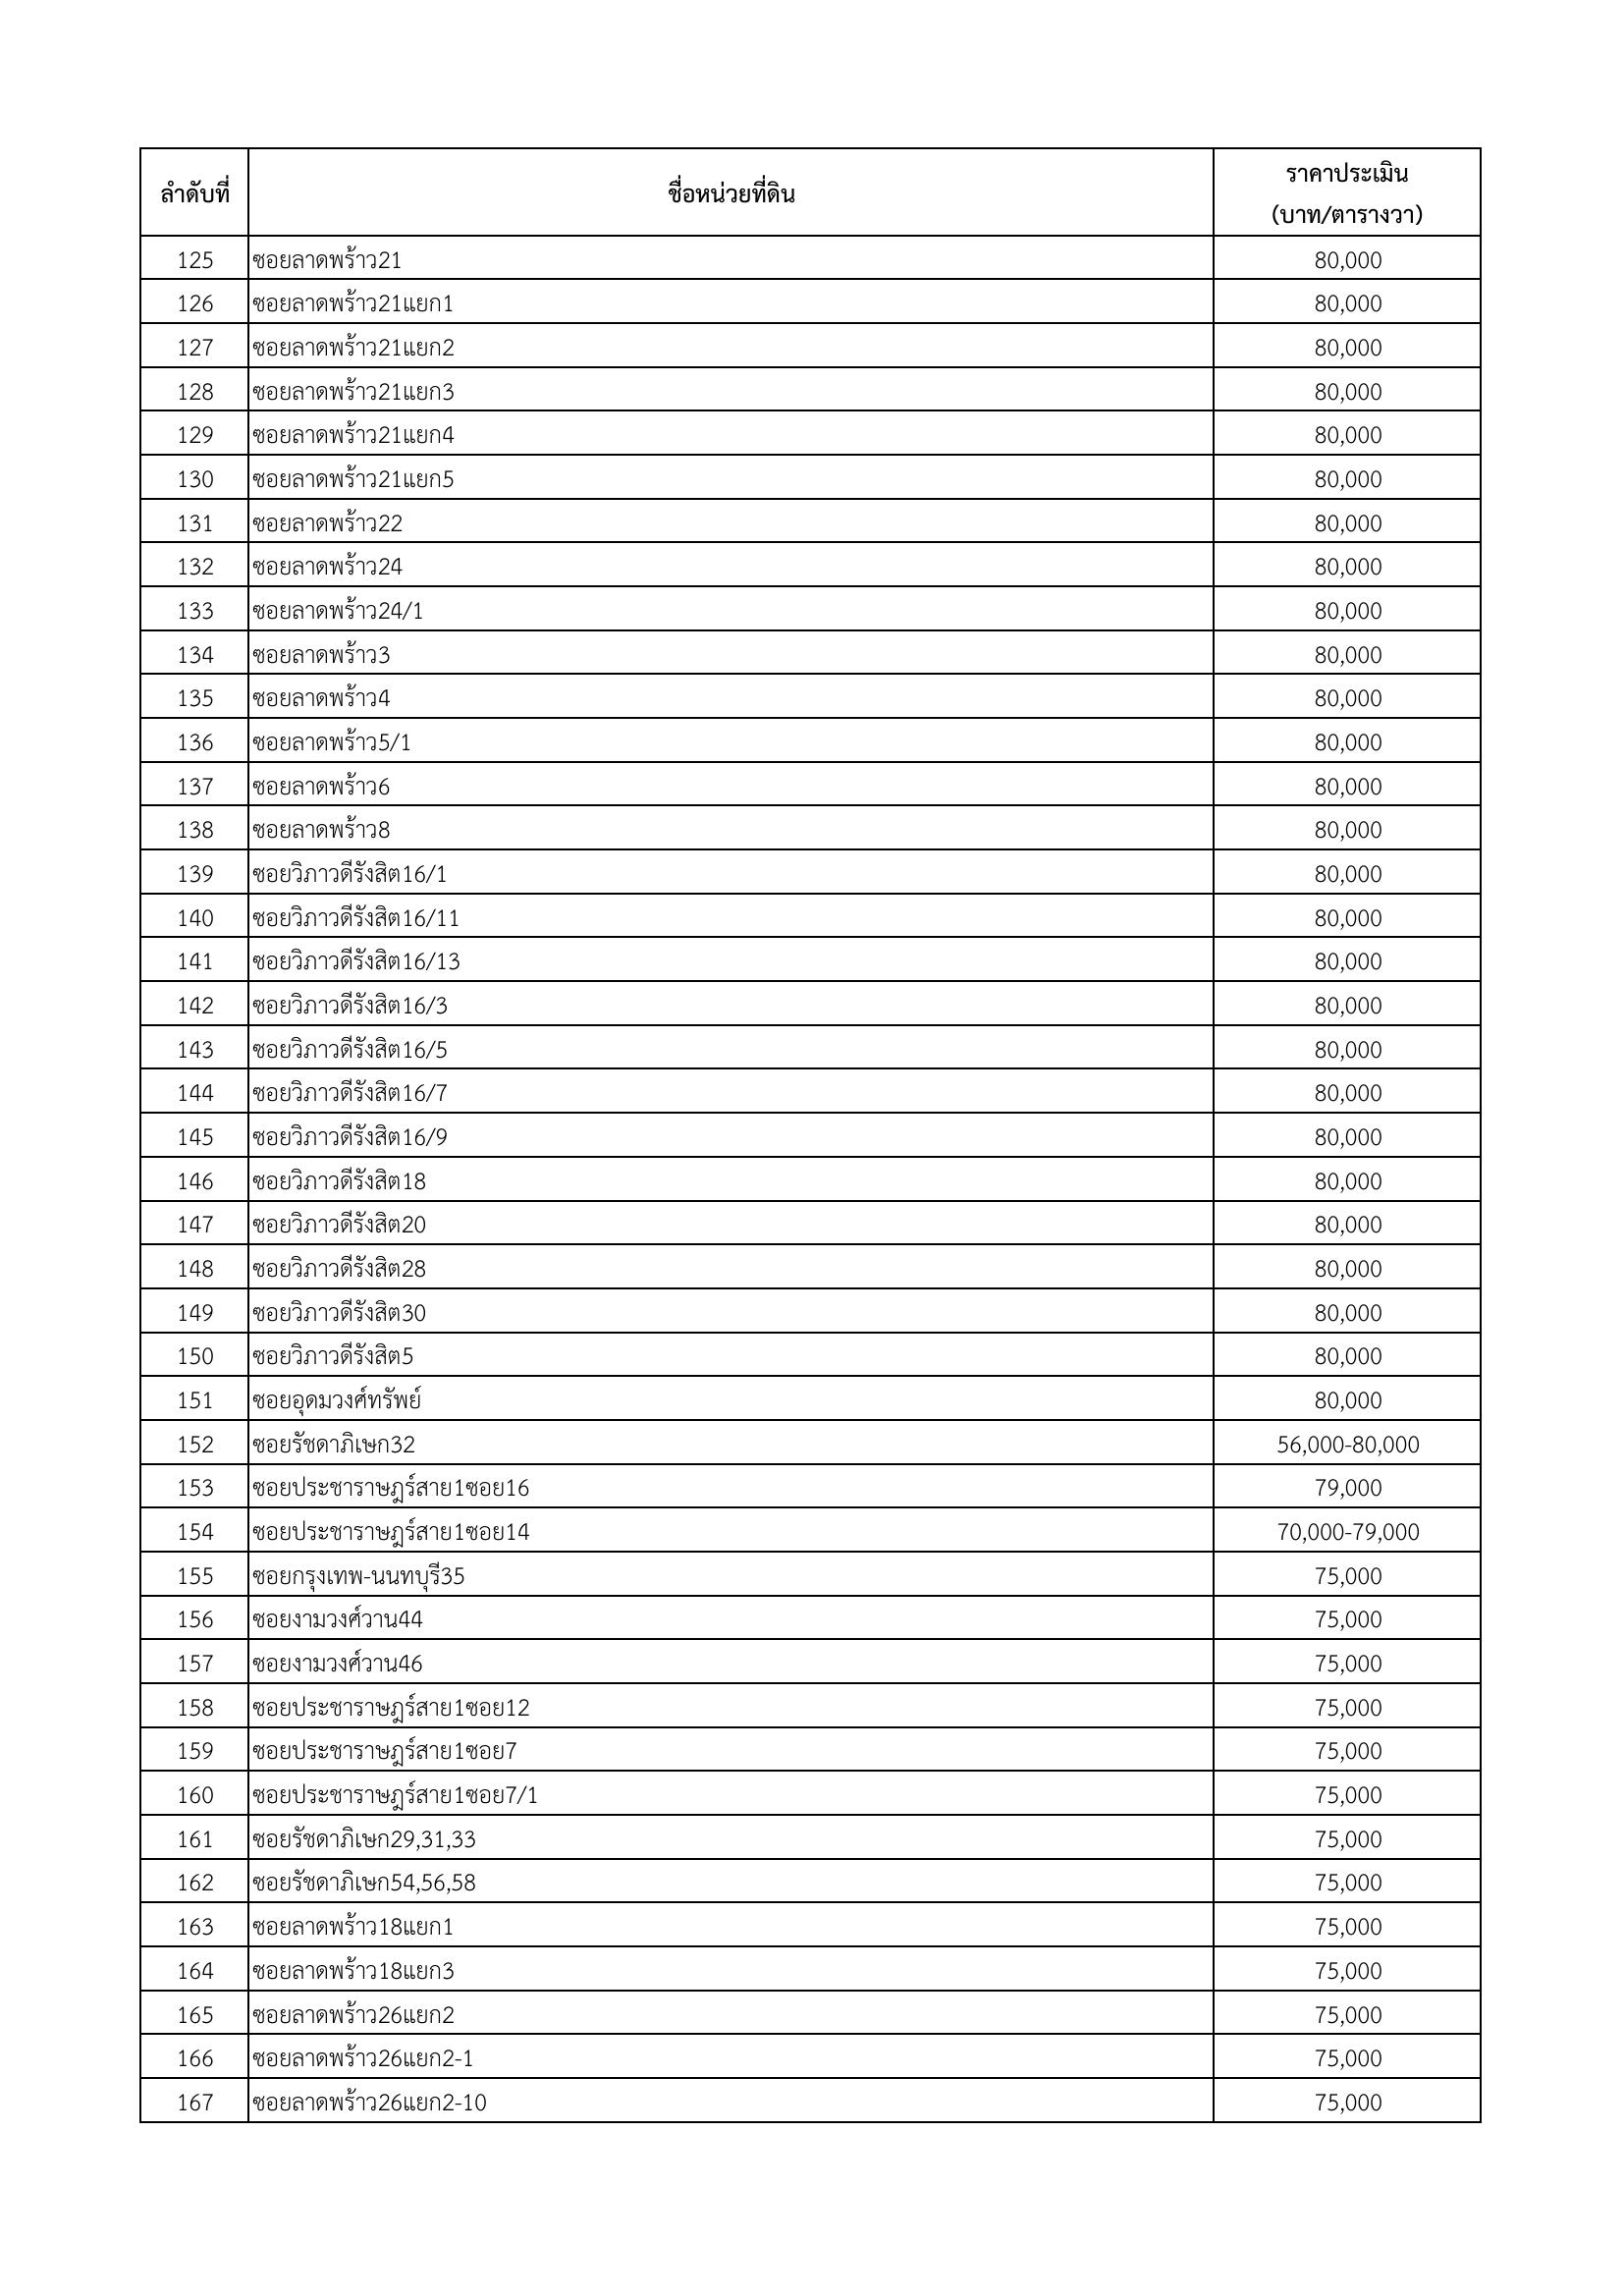 ลำดับที่ ชื่อหน่วยที่ดิน ราคาประเมิน
(บาท/ตารางวา)
125 ซอยลาดพร้าว21 80,000
126 ซอยลาดพร้าว21แยก1 80,000
127 ซอยลาดพร้าว21แยก2 80,000
128 ซอยลาดพร้าว21แยก3 80,000
129 ซอยลาดพร้าว21แยก4 80,000
130 ซอยลาดพร้าว21แยก5 80,000
131 ซอยลาดพร้าว22 80,000
132 ซอยลาดพร้าว24 80,000
133 ซอยลาดพร้าว24/1 80,000
134 ซอยลาดพร้าว3 80,000
135 ซอยลาดพร้าว4 80,000
136 ซอยลาดพร้าว5/1 80,000
137 ซอยลาดพร้าว6 80,000
138 ซอยลาดพร้าว8 80,000
139 ซอยวิภาวดีรังสิต16/1 80,000
140 ซอยวิภาวดีรังสิต16/11 80,000
141 ซอยวิภาวดีรังสิต16/13 80,000
142 ซอยวิภาวดีรังสิต16/3 80,000
143 ซอยวิภาวดีรังสิต16/5 80,000
144 ซอยวิภาวดีรังสิต16/7 80,000
145 ซอยวิภาวดีรังสิต16/9 80,000
146 ซอยวิภาวดีรังสิต18 80,000
147 ซอยวิภาวดีรังสิต20 80,000
148 ซอยวิภาวดีรังสิต28 80,000
149 ซอยวิภาวดีรังสิต30 80,000
150 ซอยวิภาวดีรังสิต5 80,000
151 ซอยอุดมวงศ์ทรัพย์ 80,000
152 ซอยรัชดาภิเษก32 56,000-80,000
153 ซอยประชาราษฎร์สาย1ซอย16 79,000
154 ซอยประชาราษฎร์สาย1ซอย14 70,000-79,000
155 ซอยกรุงเทพ-นนทบุรี35 75,000
156 ซอยงามวงศ์วาน44 75,000
157 ซอยงามวงศ์วาน46 75,000
158 ซอยประชาราษฎร์สาย1ซอย12 75,000
159 ซอยประชาราษฎร์สาย1ซอย7 75,000
160 ซอยประชาราษฎร์สาย1ซอย7/1 75,000
161 ซอยรัชดาภิเษก29,31,33 75,000
162 ซอยรัชดาภิเษก54,56,58 75,000
163 ซอยลาดพร้าว18แยก1 75,000
164 ซอยลาดพร้าว18แยก3 75,000
165 ซอยลาดพร้าว26แยก2 75,000
166 ซอยลาดพร้าว26แยก2-1 75,000
167 ซอยลาดพร้าว26แยก2-10 75,000